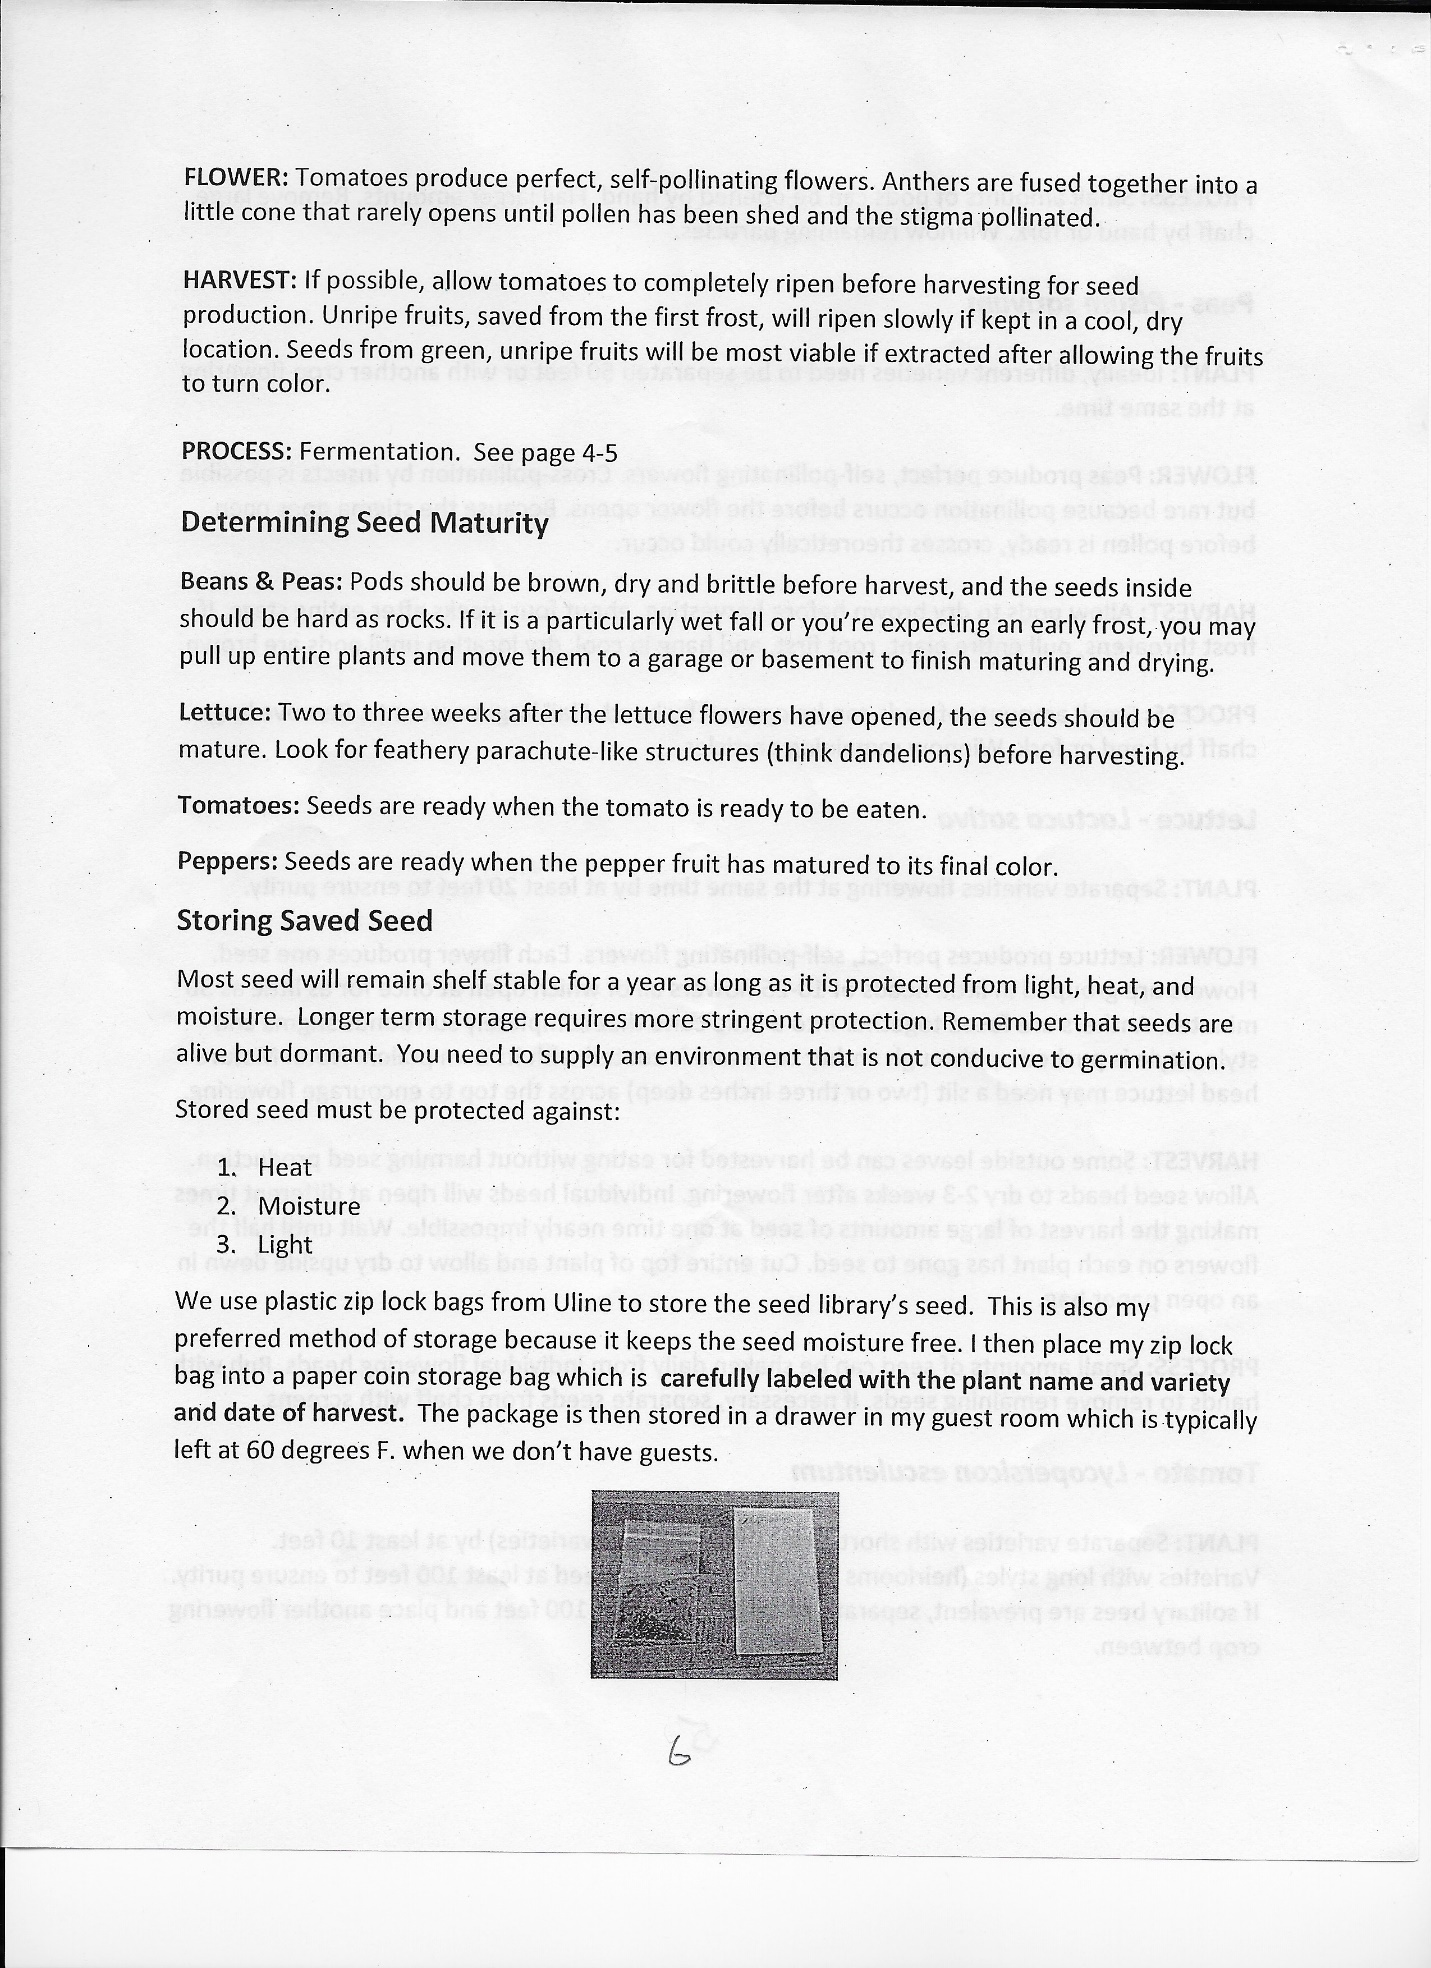 FLOWER: Tomatoes produce perfect, self-pollinating flowers. Anthers are fused together into a
little cone that rarely opens until pollen has been shed and the stigma pollinated.
HARVEST: If possible, allow tomatoes to completely ripen before harvesting for seed
production. Unripe fruits, saved from the first frost, will ripen slowly if kept in a cool, dry
location. Seeds from green, unripe fruits will be most viable if extracted after allowing the fruits
to turn color.
PROCESS: Fermentation.  See page 4-5
Determining Seed Maturity
Beans & Peas: Pods should be brown, dry and brittle before harvest, and the seeds inside
should be hard as rocks. If it is a particularly wet fall or you're expecting an early frost, you may
pull up entire plants and move them to a garage or basement to finish maturing and drying.
Lettuce: Two to three weeks after the lettuce flowers have opened, the seeds should be
mature. Look for feathery parachute-like structures (think dandelions) before harvesting.
Tomatoes: Seeds are ready when the tomato is ready to be eaten.
Peppers: Seeds are ready when the pepper fruit has matured to its final color.
Storing Saved Seed
Most seed will remain shelf stable for a year as long as it is protected from light, heat, and
moisture.  Longer term storage requires more stringent protection. Remember that seeds are
alive but dormant.  You need to supply an environment that is not conducive to germination.
Stored seed must be protected against:
1. Heat
2. Moisture
3. Light
We use plastic zip lock bags from Uline to store the seed library's seed.  This is also my
preferred method of storage because it keeps the seed moisture free. I then place my zip lock
bag into a paper coin storage bag which is  carefully labeled with the plant name and variety
and date of harvest.  The package is then stored in a drawer in my guest room which is typically
left at 60 degrees F. when we don't have guests.
6